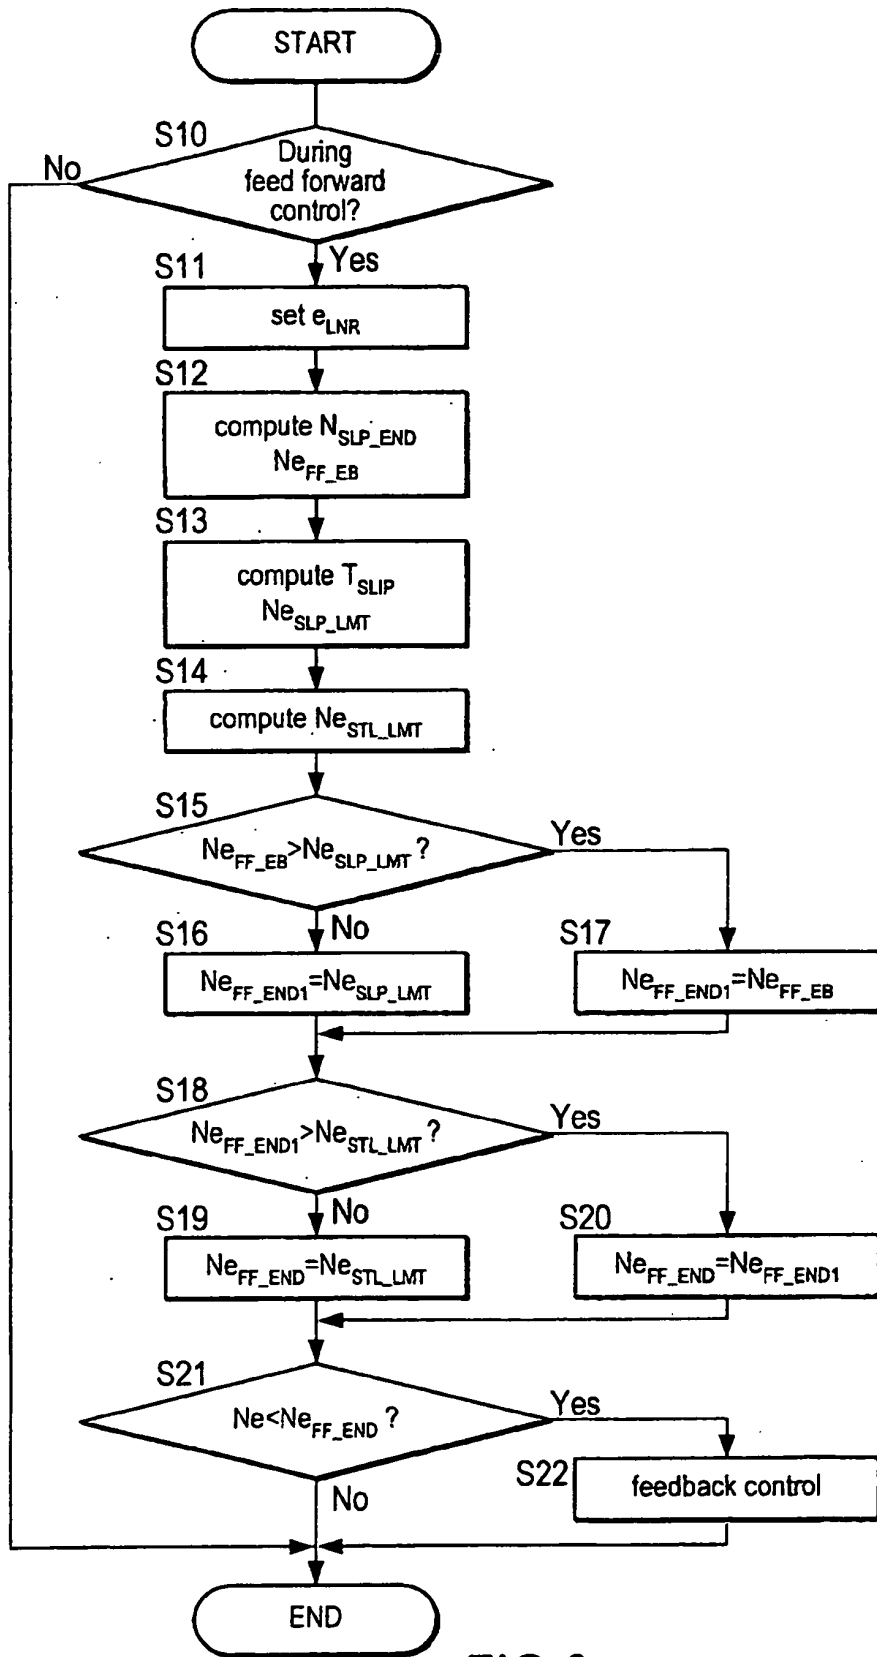 START
S10
During
feed forward
control?
No
Yes
S11
set e_LNR
S12
compute N_SLP_END
Ne_FF_EB
S13
compute T_SLIP
Ne_SLP_LMT
S14
compute Ne_STL_LMT
S15
Ne_FF_EB>Ne_SLP_LMT?
Yes
No
S16
Ne_FF_END1=Ne_SLP_LMT
S17
Ne_FF_END1=Ne_FF_EB
S18
Ne_FF_END1>Ne_STL_LMT?
Yes
No
S19
Ne_FF_END=Ne_STL_LMT
S20
Ne_FF_END=Ne_FF_END1
S21
Ne<Ne_FF_END?
Yes
No
S22
feedback control
END